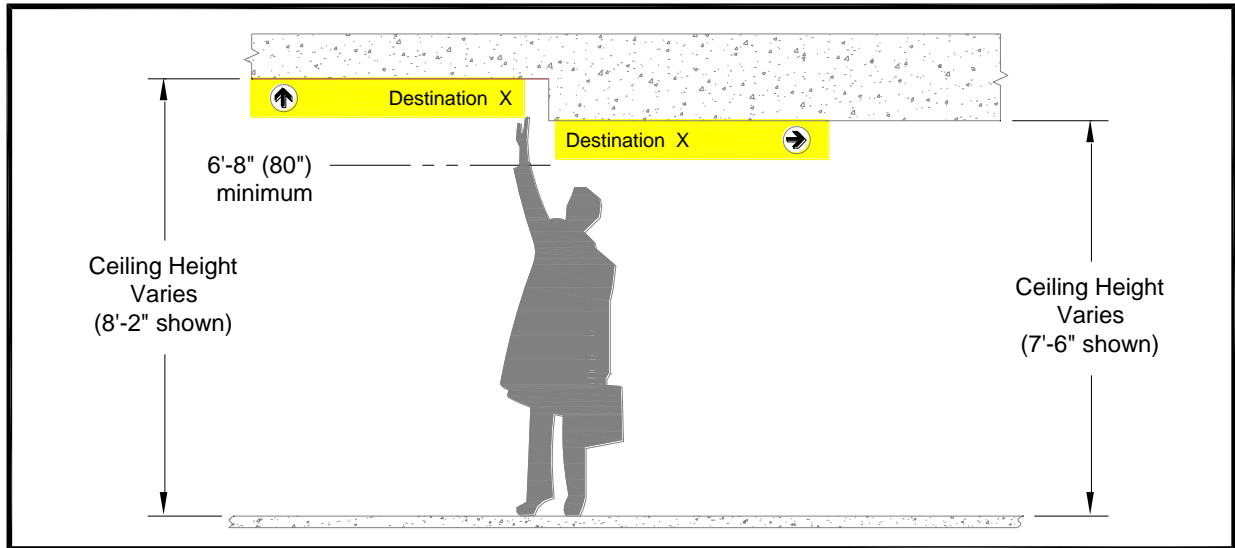 Destination X
Destination X
6'-8" (80")
minimum
Ceiling Height
Varies
(8'-2" shown)
Ceiling Height
Varies
(7'-6" shown)